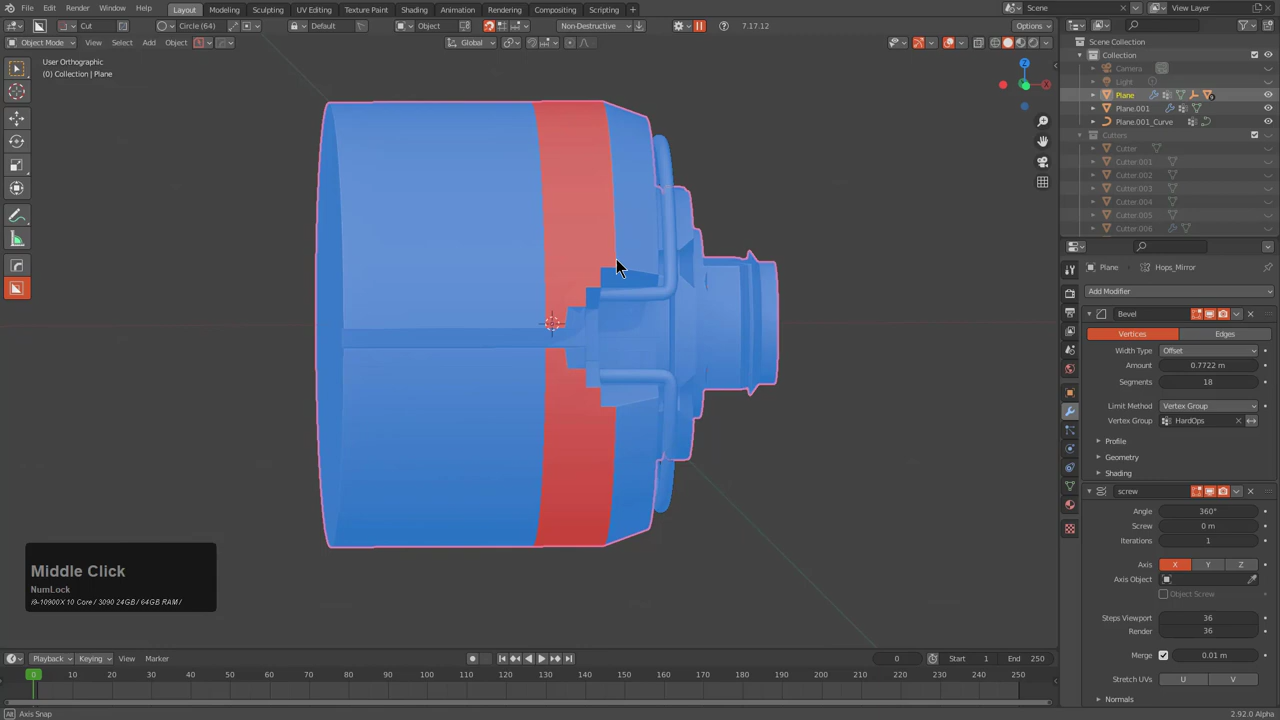 File Edit Render Window Help Layout Modeling Sculpting UV Editing Texture Paint Shading Animation Rendering Compositing Scripting + Scene View Layer
Cut Circle (64) Default Object Non-Destructive 7.17.12 Options
Object Mode View Select Add Object Global
User Orthographic
(0) Collection | Plane
Z
X
Scene Collection
Collection
Camera
Light
Plane
Plane.001
Plane.001_Curve
Cutters
Cutter
Cutter.001
Cutter.002
Cutter.003
Cutter.004
Cutter.005
Cutter.006
Plane Hops_Mirror
Add Modifier
Bevel
Vertices Edges
Width Type Offset
Amount 0.7722 m
Segments 18
Limit Method Vertex Group
Vertex Group HardOps
Profile
Geometry
Shading
screw
Angle 360°
Screw 0 m
Iterations 1
Axis X Y Z
Axis Object
Object Screw
Steps Viewport 36
Render 36
Merge 0.01 m
Stretch UVs U V
Normals
Middle Click
NumLock
i9-10900X 10 Core / 3090 24GB / 64GB RAM /
Playback Keying View Marker 0 Start 1 End 250
0 10 20 30 40 50 60 70 80 90 100 110 120 130 140 150 160 170 180 190 200 210 220 230 240 250
Axis Snap 2.92.0 Alpha